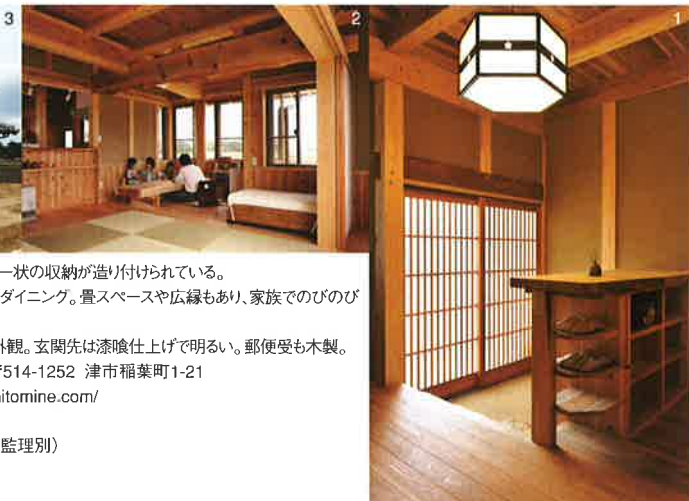 3
2
1
ー状の収納が造り付けられている。
ダイニング。畳スペースや広縁もあり、家族でのびのび
外観。玄関先は漆喰仕上げで明るい。郵便受も木製。
〒514-1252 津市稲葉町1-21
itomine.com/
監理別）